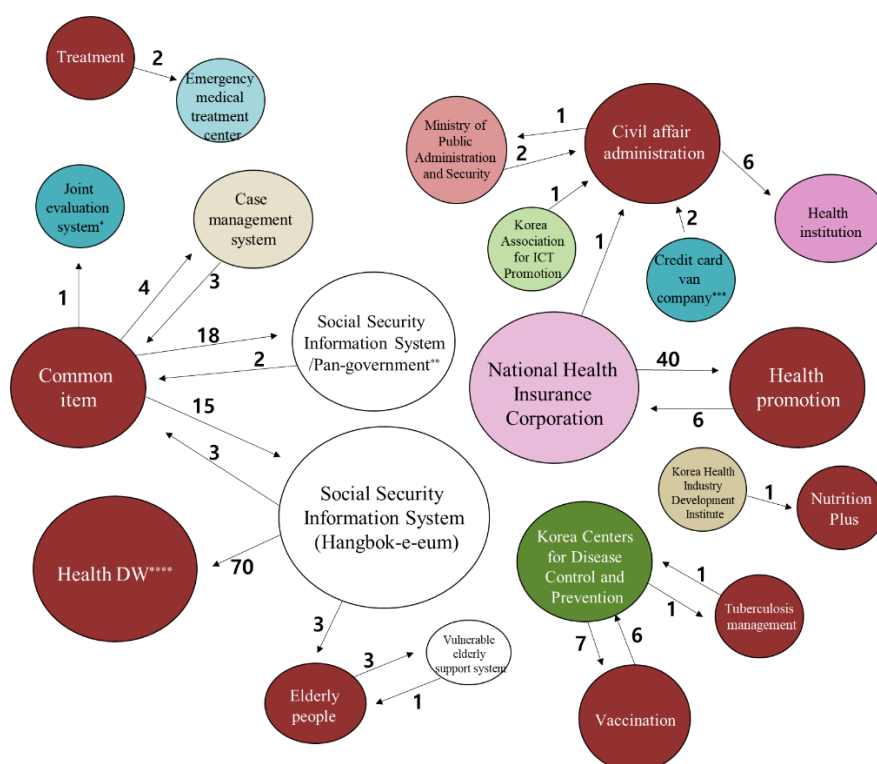 Treatment
2
Emergency
medical
treatment
center
Joint
evaluation
system*
Case
management
system
1
4
3
18
2
Social Security
Information System
/Pan-government**
Common
item
15
3
Social Security
Information System
(Hangbok-e-eum)
Health DW****
70
3
Elderly
people
3
1
Vulnerable
elderly
support system
Ministry of
Public
Administration
and Security
1
2
Civil affair
administration
6
Health
institution
Korea
Association
for ICT
Promotion
1
1
2
Credit card
van
company***
National Health
Insurance
Corporation
40
6
Health
promotion
Korea Health
Industry
Development
Institute
1
Nutrition
Plus
Korea Centers
for Disease
Control and
Prevention
1
1
Tuberculosis
management
7
6
Vaccination